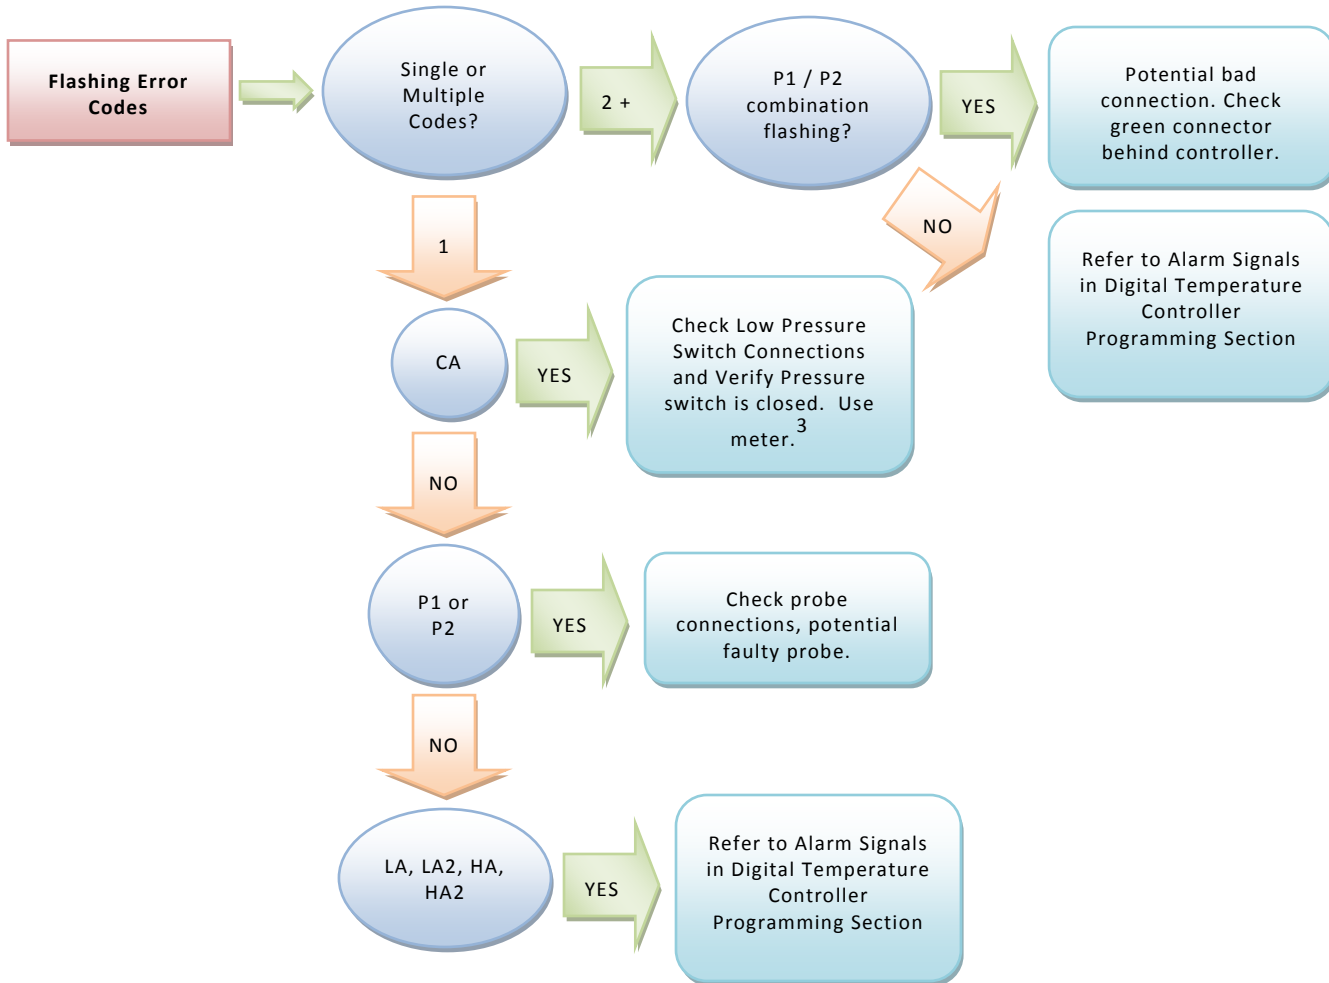 Flashing Error
Codes
Single or
Multiple
Codes?
2 +
P1 / P2
combination
flashing?
YES
Potential bad
connection. Check
green connector
behind controller.
NO
Refer to Alarm Signals
in Digital Temperature
Controller
Programming Section
1
CA
YES
Check Low Pressure
Switch Connections
and Verify Pressure
switch is closed. Use
meter.3
NO
P1 or
P2
YES
Check probe
connections, potential
faulty probe.
NO
LA, LA2, HA,
HA2
YES
Refer to Alarm Signals
in Digital Temperature
Controller
Programming Section